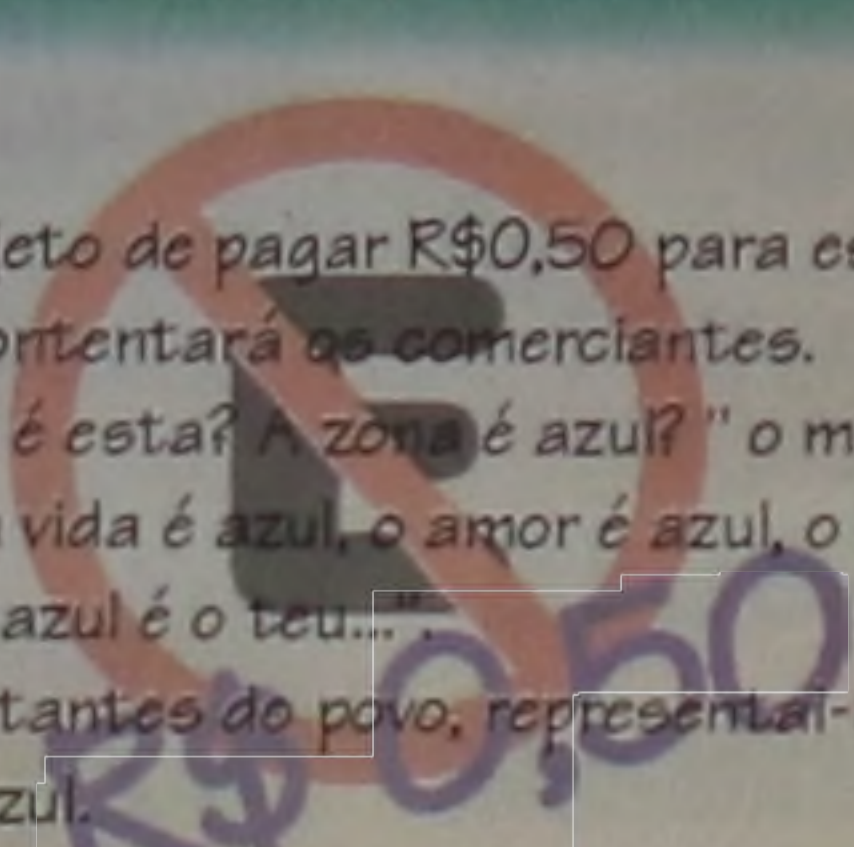 eto de pagar R$0,50 para es
ontentará os comerciantes.
é esta? A zona é azul? " o m
vida é azul, o amor é azul, o
azul é o teu...".
tantes do povo, representai-
zul.
E
R$ 0,50